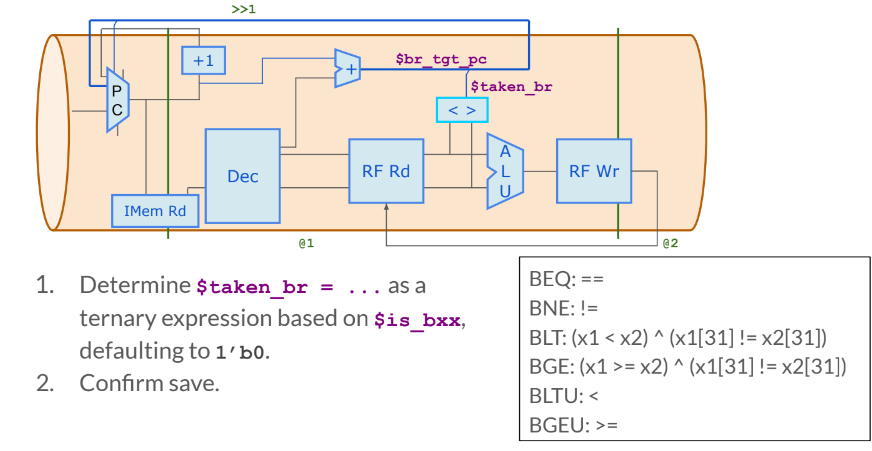 >>1
+1
P
C
+
$br_tgt_pc
$taken_br
< >
Dec
RF Rd
A
L
U
RF Wr
IMem Rd
@1
@2
1. Determine $taken_br = ... as a
ternary expression based on $is_bxx,
defaulting to 1’b0.
2. Confirm save.
BEQ: ==
BNE: !=
BLT: (x1 < x2) ^ (x1[31] != x2[31])
BGE: (x1 >= x2) ^ (x1[31] != x2[31])
BLTU: <
BGEU: >=